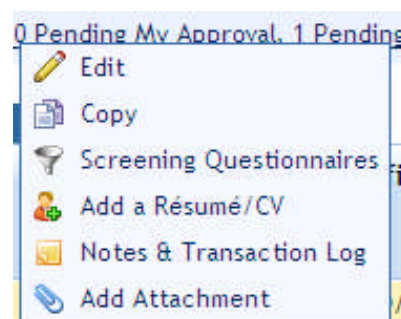 0 Pending My Approval, 1 Pending
Edit
Copy
Screening Questionnaires
Add a Résumé/CV
Notes & Transaction Log
Add Attachment